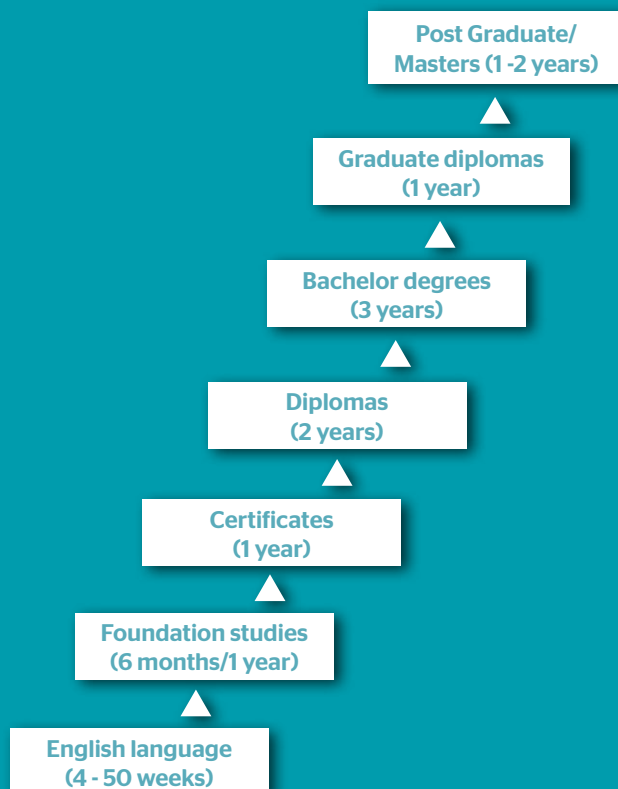 Post Graduate/
Masters (1 -2 years)
Graduate diplomas
(1 year)
Bachelor degrees
(3 years)
Diplomas
(2 years)
Certificates
(1 year)
Foundation studies
(6 months/1 year)
English language
(4 - 50 weeks)